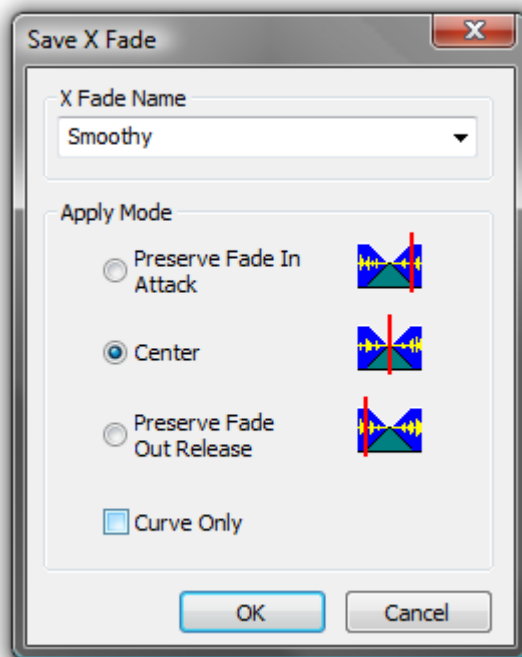 Save X Fade
X
X Fade Name
Smoothy
Apply Mode
Preserve Fade In
Attack
Center
Preserve Fade
Out Release
Curve Only
OK
Cancel